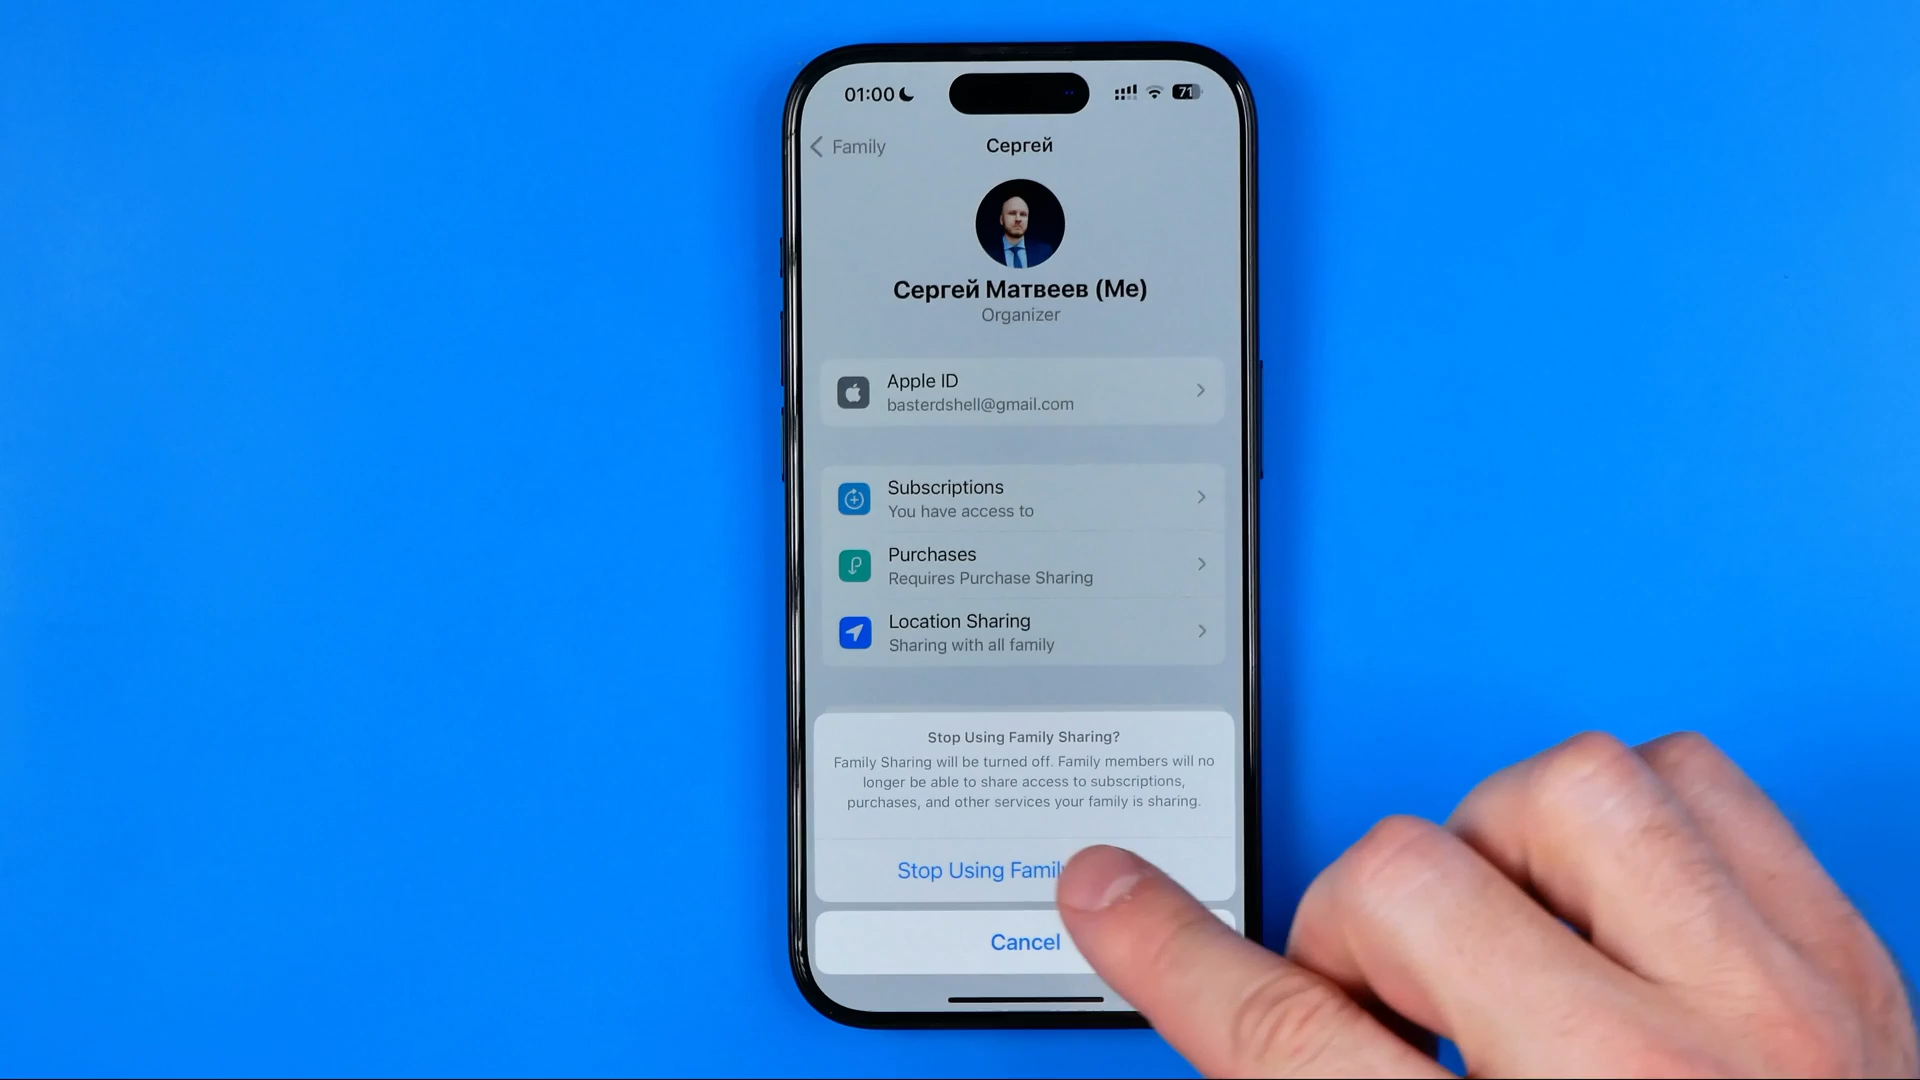 01:00
71
Family
Сергей
Сергей Матвеев (Me)
Organizer
Apple ID
basterdshell@gmail.com
Subscriptions
You have access to
Purchases
Requires Purchase Sharing
Location Sharing
Sharing with all family
Stop Using Family Sharing?
Family Sharing will be turned off. Family members will no
longer be able to share access to subscriptions,
purchases, and other services your family is sharing.
Stop Using Family
Cancel